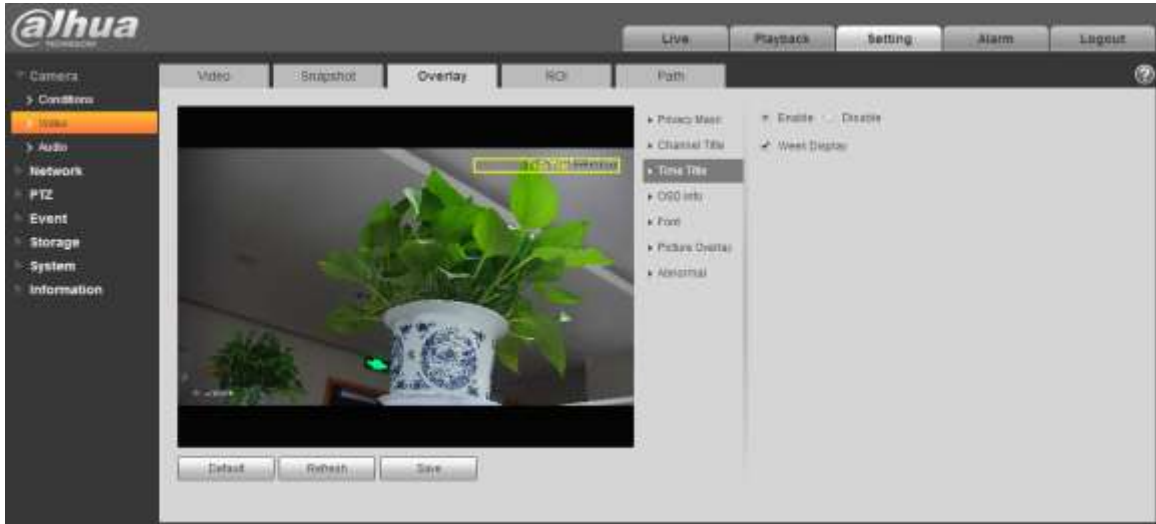 alhua
TECHNOLOGY
Live
Playback
Setting
Alarm
Logout
Camera
Conditions
Video
Audio
Network
PTZ
Event
Storage
System
Information
Video
Snapshot
Overlay
ROI
Path
Privacy Mask
Channel Title
Time Title
OSD Info
Font
Picture Overlay
Abnormal
Enable
Disable
Week Display
Default
Refresh
Save